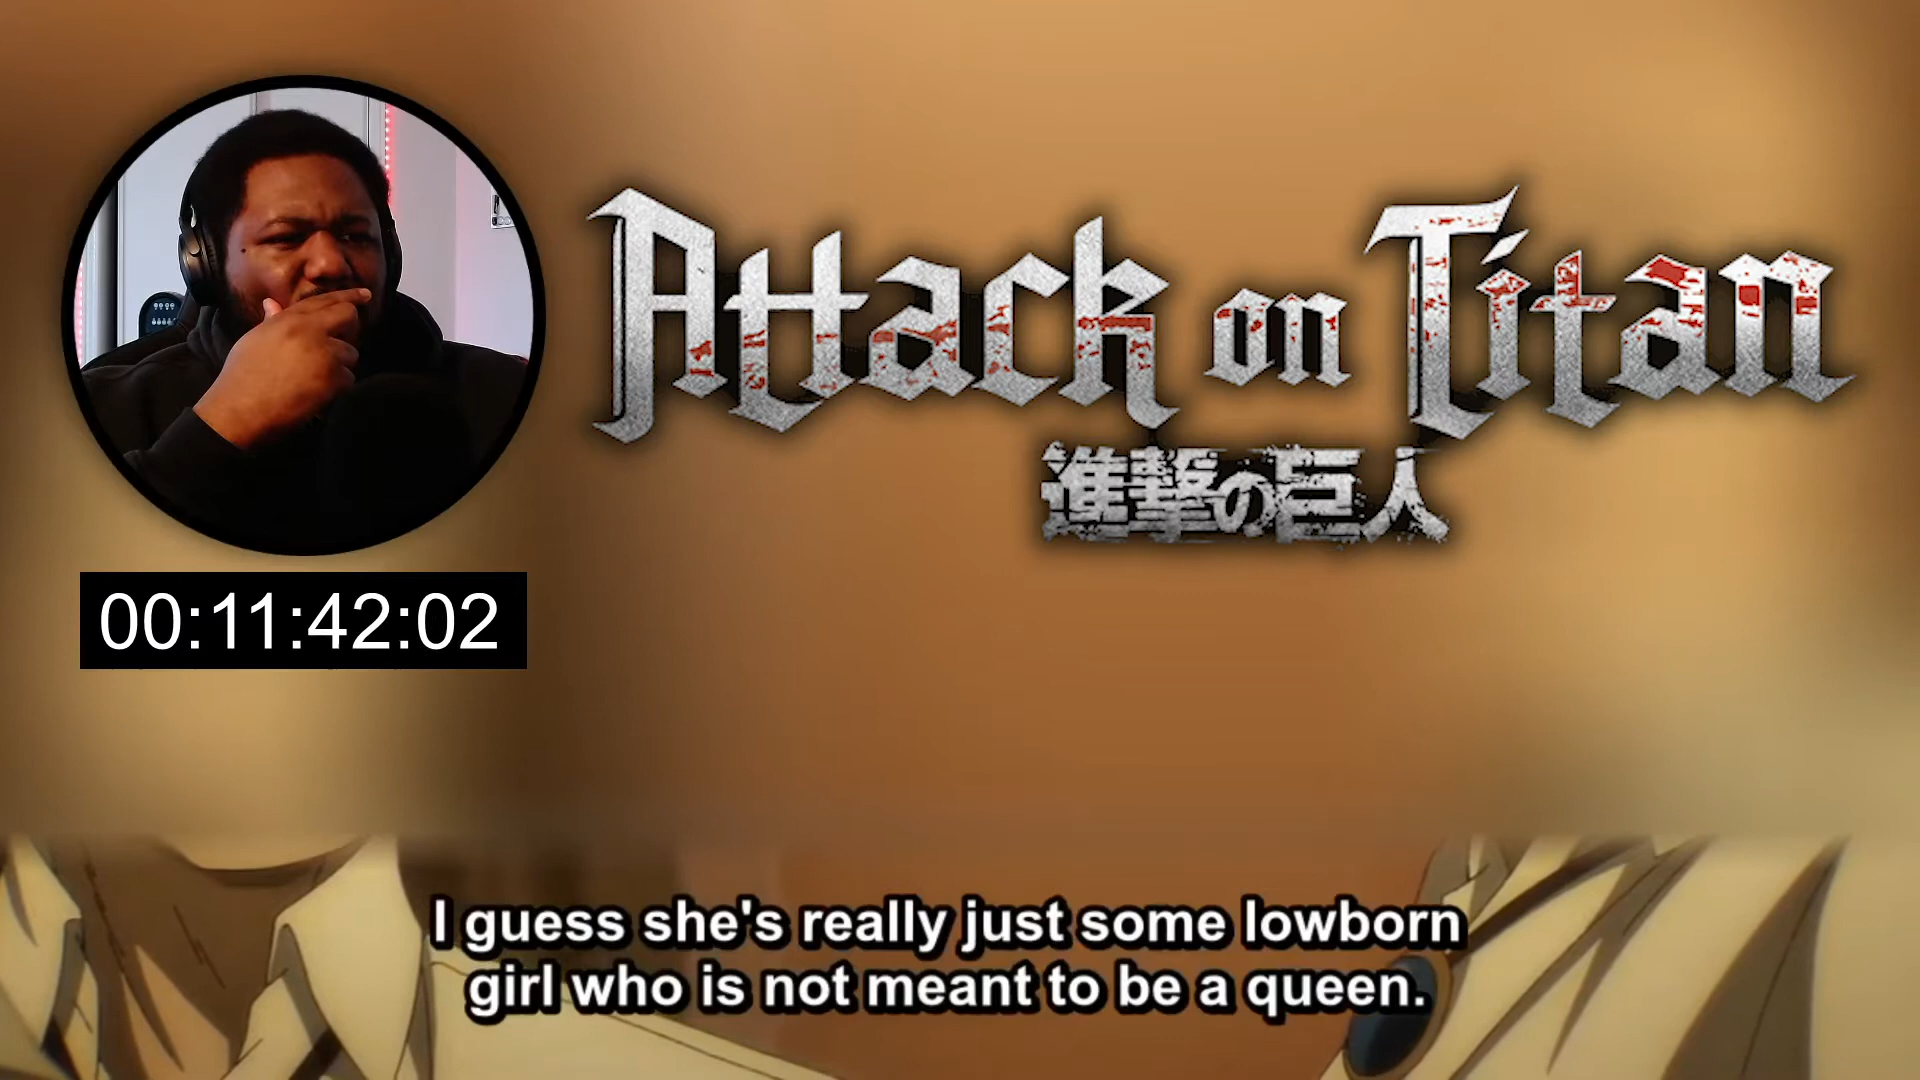 Attack on Titan
進撃の巨人
00:11:42:02
I guess she's really just some lowborn
girl who is not meant to be a queen.